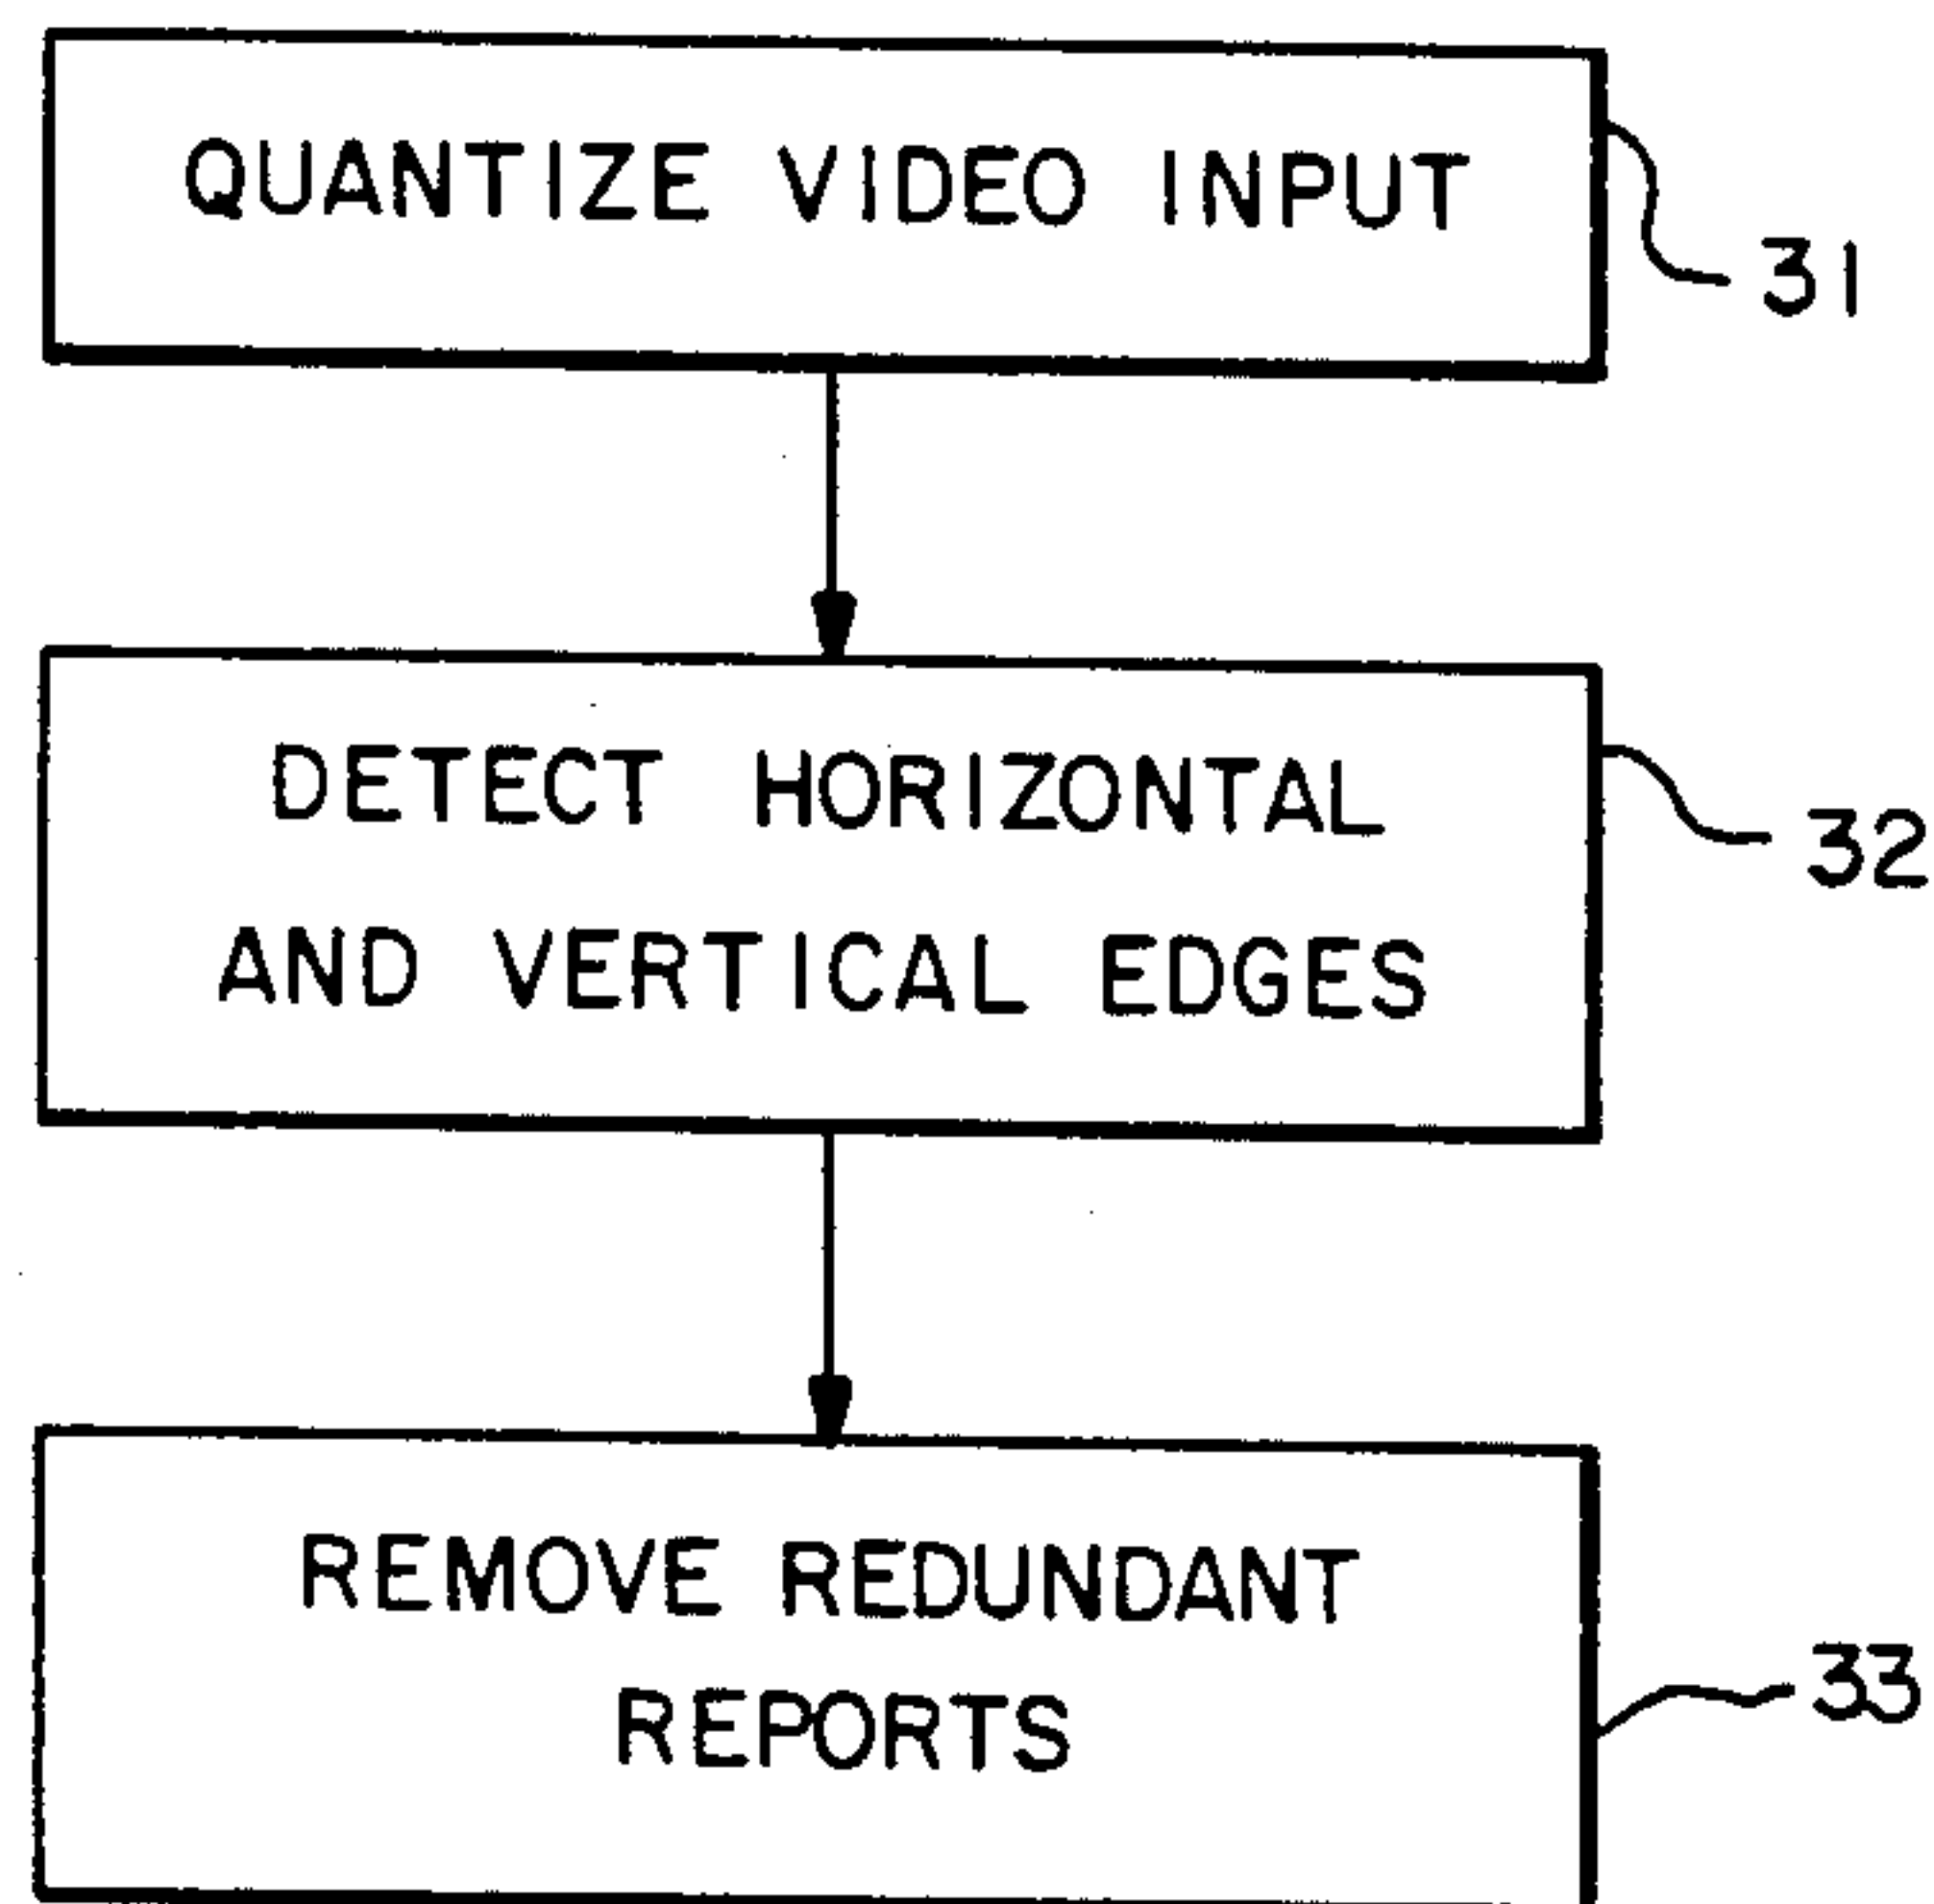 QUANTIZE VIDEO INPUT
31
DETECT HORIZONTAL
AND VERTICAL EDGES
32
REMOVE REDUNDANT
REPORTS
33